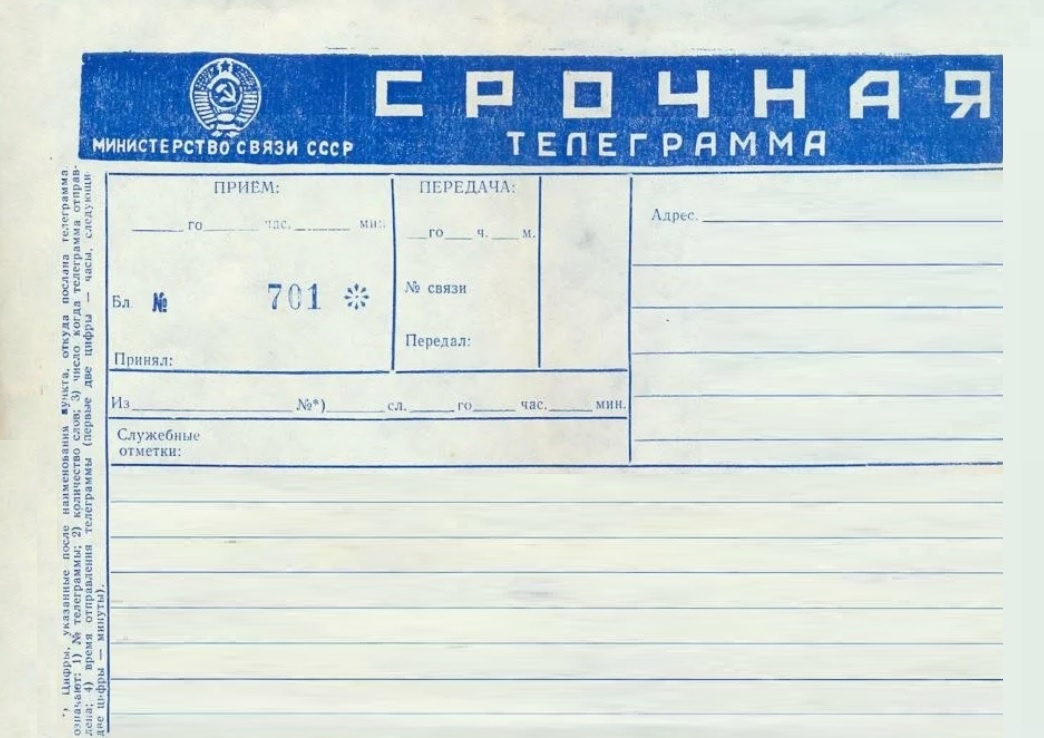 СРОЧНАЯ
МИНИСТЕРСТВО СВЯЗИ СССР
ТЕЛЕГРАММА
ПРИЕМ:
го час. мин.
Бл. № 701
Принял:
ПЕРЕДАЧА:
го ч. м.
№ связи
Передал:
Адрес.
Из №*) сл. го час. мин.
Служебные
отметки:
*) Цифры, указанные после наименования пункта, откуда послана телеграмма,
означают: 1) № телеграммы; 2) количество слов; 3) число когда телеграмма отправ-
лена; 4) время отправления телеграммы (первые две цифры — часы, следующи
две цифры — минуты).